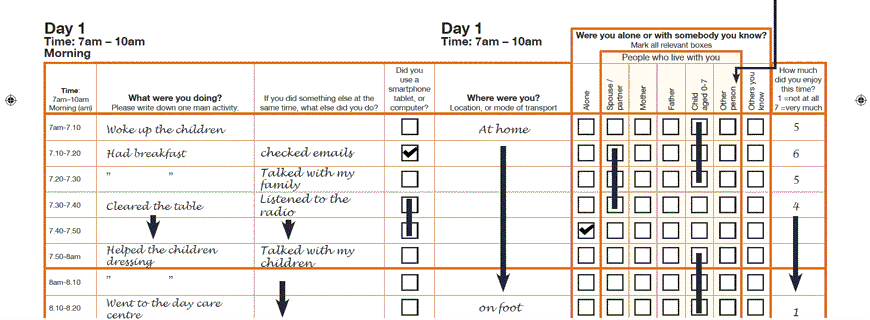 Day 1
Time: 7am – 10am
Morning
Day 1
Time: 7am – 10am
Were you alone or with somebody you know?
Mark all relevant boxes
People who live with you
Time:
7am–10am
Morning (am)
What were you doing?
Please write down one main activity.
If you did something else at the
same time, what else did you do?
Did you
use a
smartphone
tablet, or
computer?
Where were you?
Location, or mode of transport
Alone
Spouse /
partner
Mother
Father
Child
aged 0-7
Other
person
Others you
know
How much
did you enjoy
this time?
1 =not at all
7 =very much
7am–7.10 Woke up the children At home 5
7.10–7.20 Had breakfast checked emails 6
7.20–7.30 " " Talked with my
family 5
7.30–7.40 Cleared the table Listened to the
radio 4
7.40–7.50
7.50–8am Helped the children
dressing Talked with my
children
8am–8.10 " "
8.10–8.20 Went to the day care
centre on foot 1